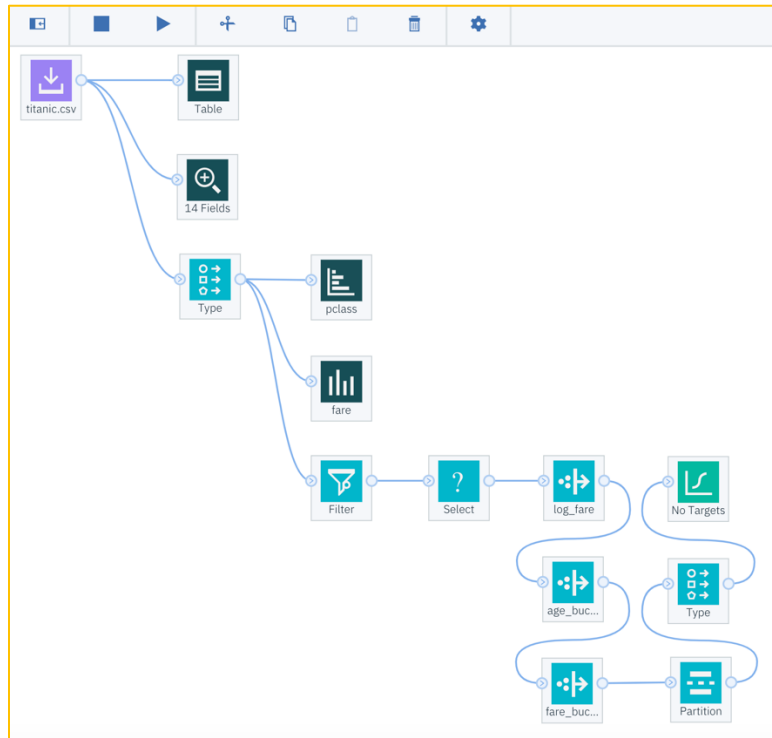 titanic.csv
Table
14 Fields
Type
pclass
fare
Filter
?
Select
log_fare
No Targets
age_buc...
Type
fare_buc...
Partition